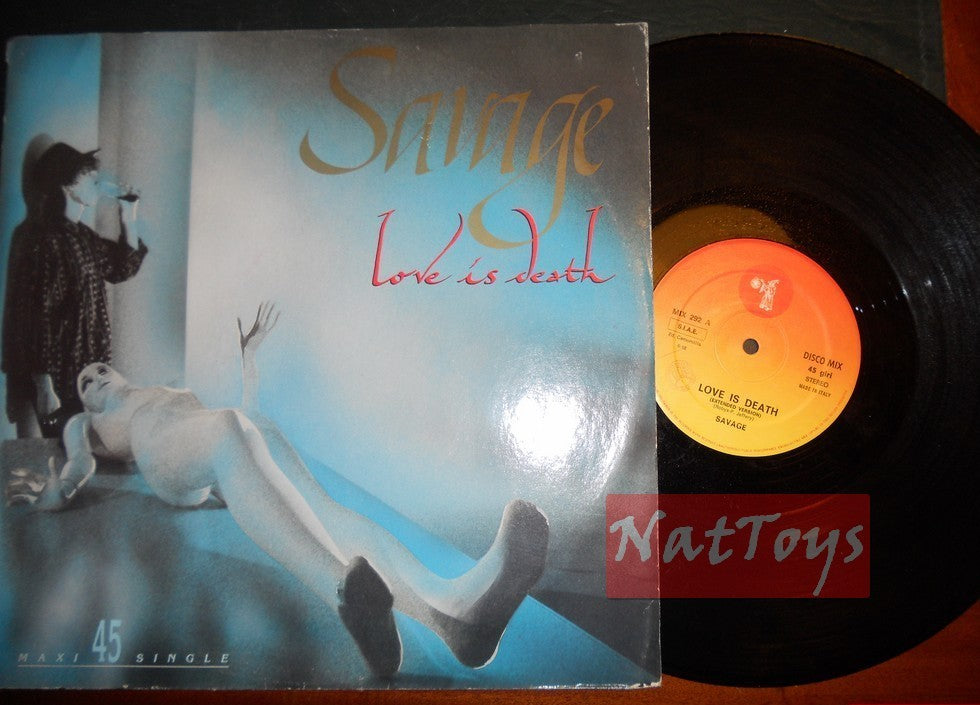 Savage
love is death
MAXI 45 SINGLE
MIX 292 A
S.I.A.E.
DISCO MIX
45 giri
STEREO
MADE IN ITALY
LOVE IS DEATH
(EXTENDED VERSION)
SAVAGE
NatToys